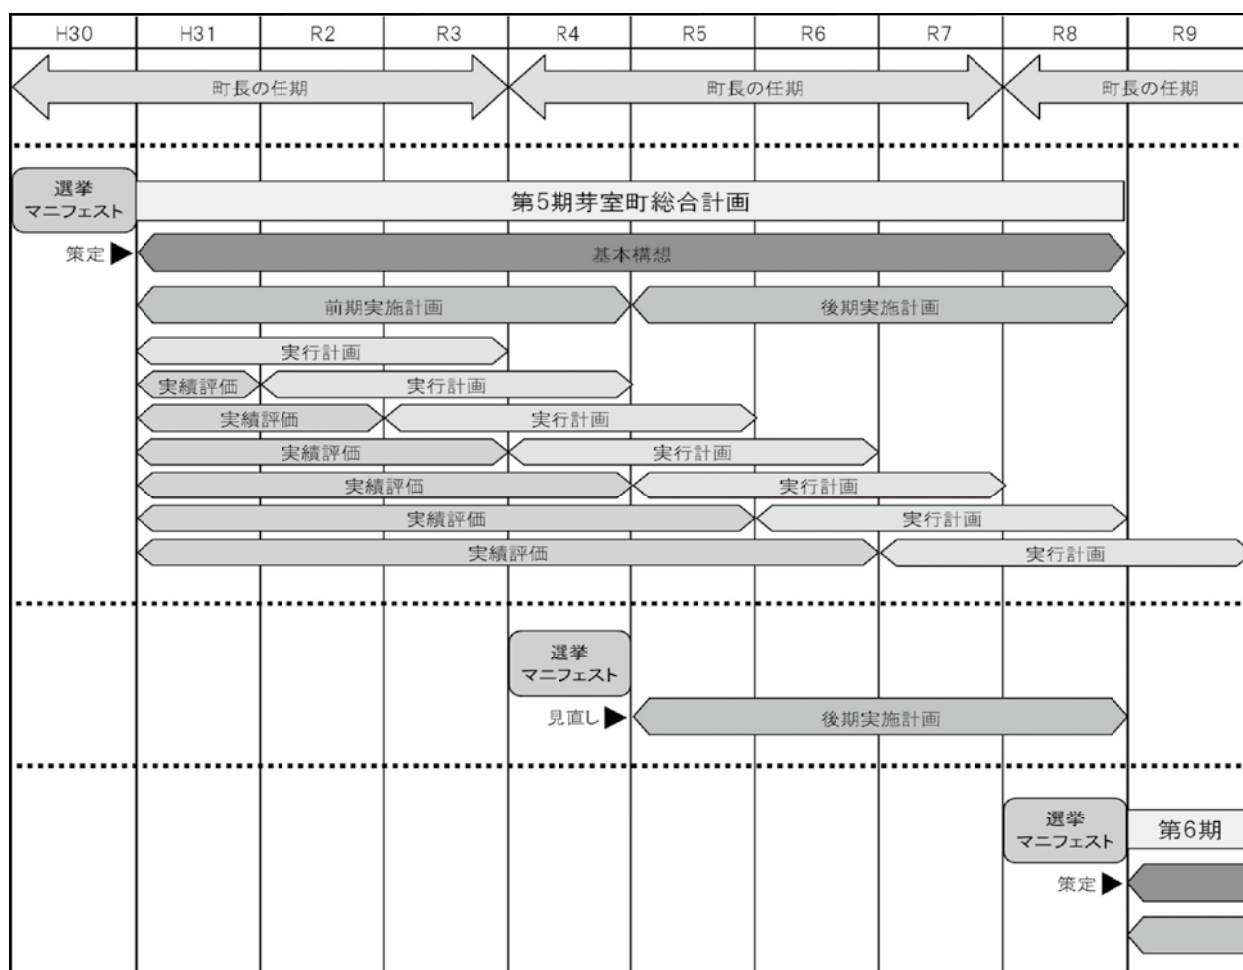 H30 H31 R2 R3 R4 R5 R6 R7 R8 R9
町長の任期 町長の任期 町長の任期
選挙
マニフェスト
第5期芽室町総合計画
策定▶
基本構想
前期実施計画 後期実施計画
実行計画
実績評価 実行計画
実績評価 実行計画
実績評価 実行計画
実績評価 実行計画
実績評価 実行計画
実績評価 実行計画
選挙
マニフェスト
見直し▶
後期実施計画
選挙
マニフェスト
第6期
策定▶